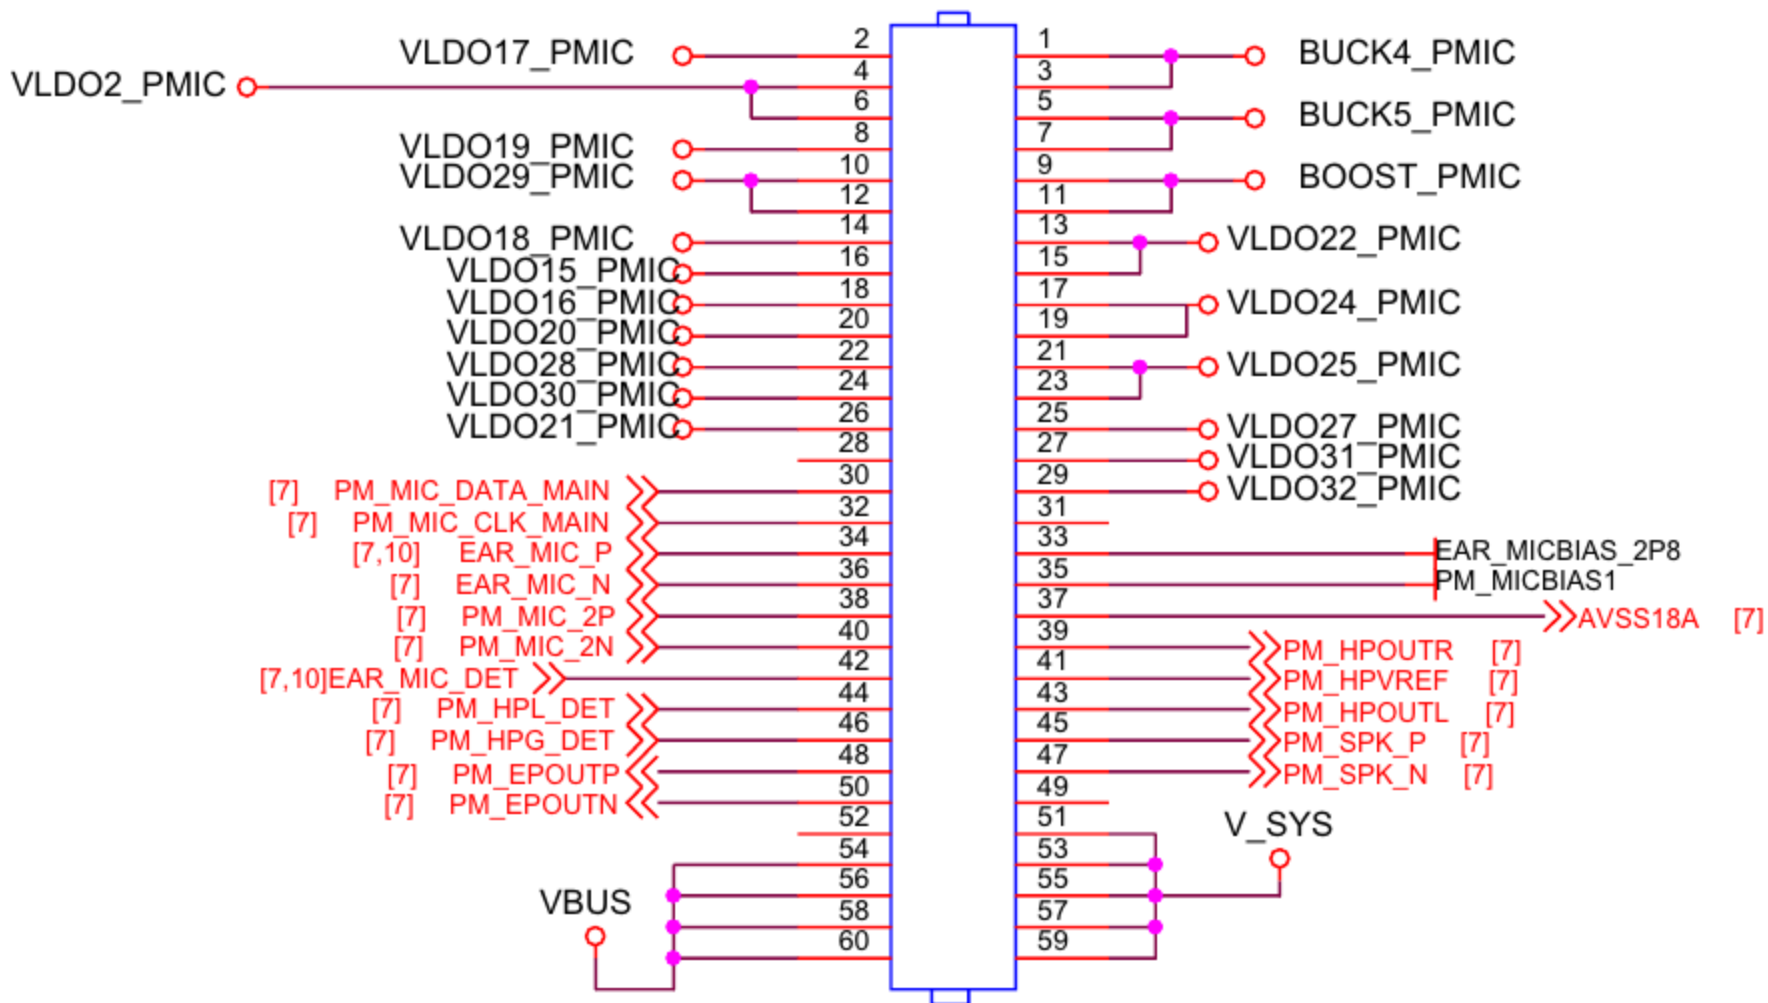 VLDO17_PMIC 2 1 BUCK4_PMIC
VLDO2_PMIC 4 3
6 5 BUCK5_PMIC
VLDO19_PMIC 8 7
VLDO29_PMIC 10 9 BOOST_PMIC
12 11
VLDO18_PMIC 14 13 VLDO22_PMIC
VLDO15_PMIC 16 15
VLDO16_PMIC 18 17 VLDO24_PMIC
VLDO20_PMIC 20 19
VLDO28_PMIC 22 21 VLDO25_PMIC
VLDO30_PMIC 24 23
VLDO21_PMIC 26 25 VLDO27_PMIC
28 27 VLDO31_PMIC
[7] PM_MIC_DATA_MAIN 30 29 VLDO32_PMIC
[7] PM_MIC_CLK_MAIN 32 31
[7,10] EAR_MIC_P 34 33 EAR_MICBIAS_2P8
[7] EAR_MIC_N 36 35 PM_MICBIAS1
[7] PM_MIC_2P 38 37 AVSS18A [7]
[7] PM_MIC_2N 40 39 PM_HPOUTR [7]
[7,10]EAR_MIC_DET 42 41 PM_HPVREF [7]
[7] PM_HPL_DET 44 43 PM_HPOUTL [7]
[7] PM_HPG_DET 46 45 PM_SPK_P [7]
[7] PM_EPOUTP 48 47 PM_SPK_N [7]
[7] PM_EPOUTN 50 49
52 51 V_SYS
54 53
56 55
VBUS 58 57
60 59